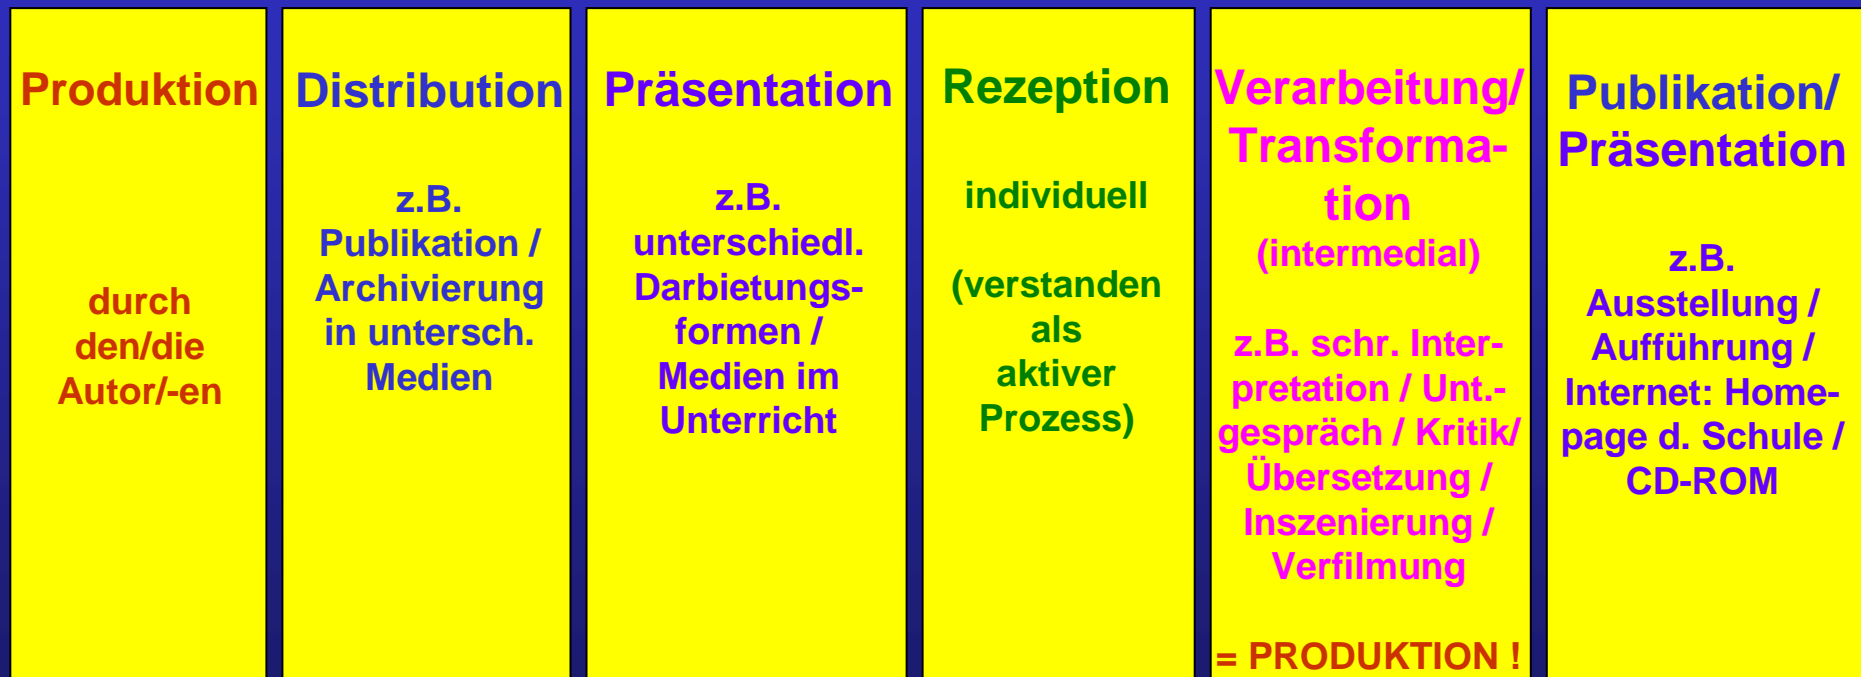 Produktion
durch
den/die
Autor/-en
Distribution
z.B.
Publikation /
Archivierung
in untersch.
Medien
Präsentation
z.B.
unterschiedl.
Darbietungs-
formen /
Medien im
Unterricht
Rezeption
individuell
(verstanden
als
aktiver
Prozess)
Verarbeitung/
Transforma-
tion
(intermedial)
z.B. schr. Inter-
pretation / Unt.-
gespräch / Kritik/
Übersetzung /
Inszenierung /
Verfilmung
= PRODUKTION !
Publikation/
Präsentation
z.B.
Ausstellung /
Aufführung /
Internet: Home-
page d. Schule /
CD-ROM